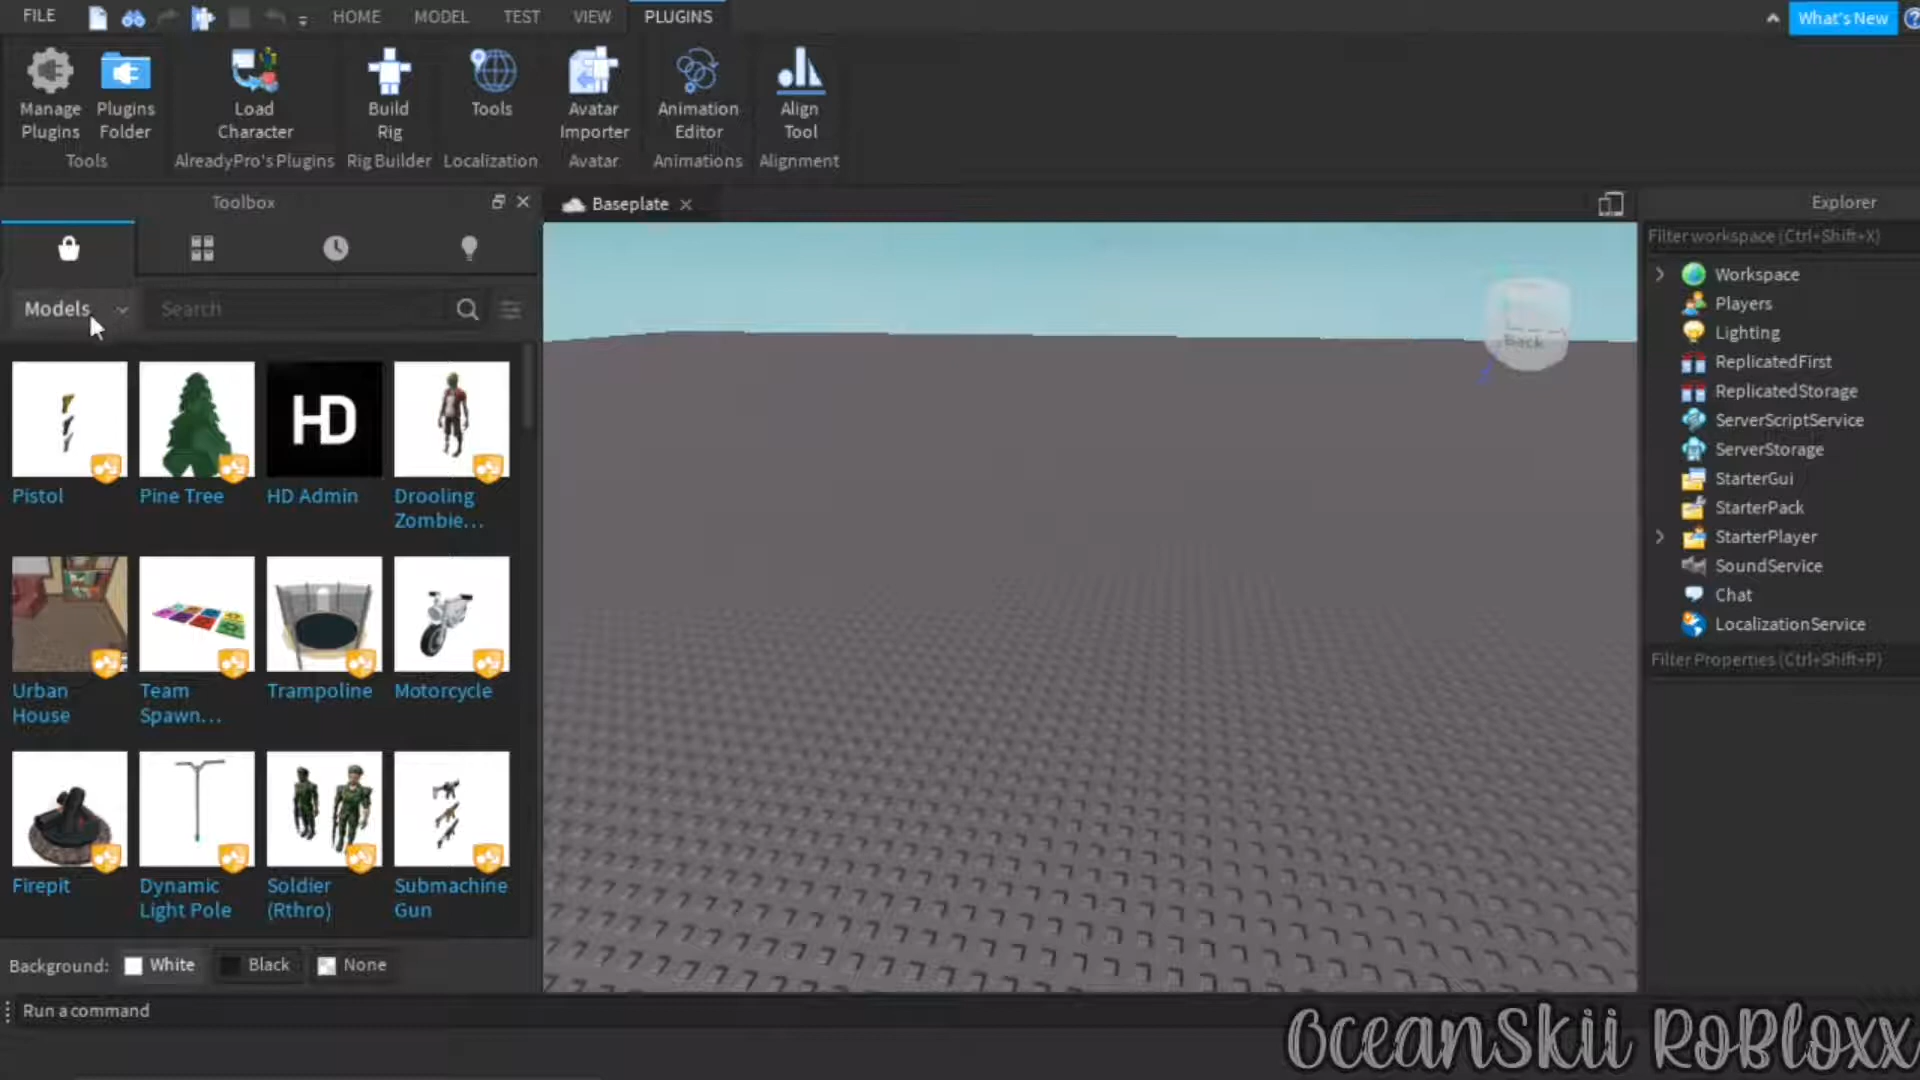 FILE HOME MODEL TEST VIEW PLUGINS What's New
Manage Plugins Load Build Tools Avatar Animation Align
Plugins Folder Character Rig Importer Editor Tool
Tools AlreadyPro's Plugins Rig Builder Localization Avatar Animations Alignment
Toolbox
Baseplate
Explorer
Models Search
Filter workspace (Ctrl+Shift+X)
Workspace
Players
Lighting
ReplicatedFirst
ReplicatedStorage
ServerScriptService
ServerStorage
StarterGui
StarterPack
StarterPlayer
SoundService
Chat
LocalizationService
Filter Properties (Ctrl+Shift+P)
Back
HD
Pistol Pine Tree HD Admin Drooling
Zombie...
Urban Team Trampoline Motorcycle
House Spawn...
Firepit Dynamic Soldier Submachine
Light Pole (Rthro) Gun
Background: White Black None
Run a command
OceanSkii RoBloxx